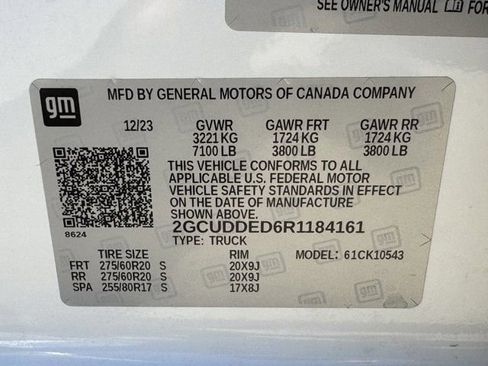 SEE OWNER'S MANUAL FOR
gm
MFD BY GENERAL MOTORS OF CANADA COMPANY
12/23 GVWR GAWR FRT GAWR RR
3221 KG 1724 KG 1724 KG
7100 LB 3800 LB 3800 LB
THIS VEHICLE CONFORMS TO ALL
APPLICABLE U.S. FEDERAL MOTOR
VEHICLE SAFETY STANDARDS IN EFFECT
ON THE DATE OF MANUFACTURE
SHOWN ABOVE.
8624 2GCUDDED6R1184161
TYPE: TRUCK MODEL: 61CK10543
TIRE SIZE RIM
FRT 275/60R20 S 20X9J
RR 275/60R20 S 20X9J
SPA 255/80R17 S 17X8J